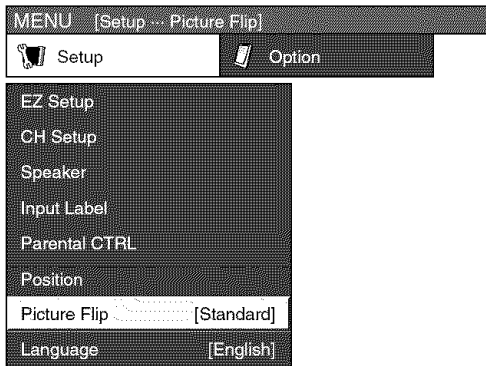 MENU [Setup ··· Picture Flip]
Setup Option
EZ Setup
CH Setup
Speaker
Input Label
Parental CTRL
Position
Picture Flip [Standard]
Language [English]